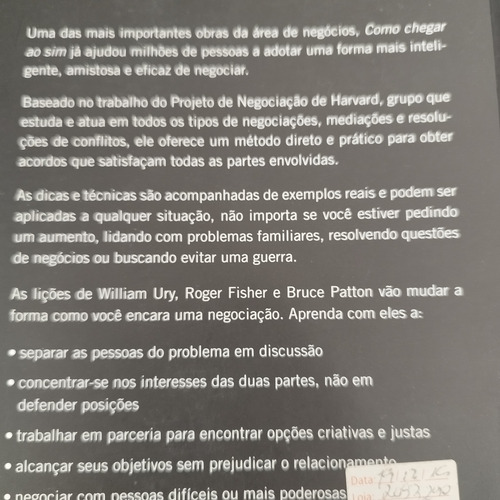 Uma das mais importantes obras da área de negócios, Como chegar
ao sim já ajudou milhões de pessoas a adotar uma forma mais inteli-
gente, amistosa e eficaz de negociar.
Baseado no trabalho do Projeto de Negociação de Harvard, grupo que
estuda e atua em todos os tipos de negociações, mediações e resolu-
ções de conflitos, ele oferece um método direto e prático para obter
acordos que satisfaçam todas as partes envolvidas.
As dicas e técnicas são acompanhadas de exemplos reais e podem ser
aplicadas a qualquer situação, não importa se você estiver pedindo
um aumento, lidando com problemas familiares, resolvendo questões
de negócios ou buscando evitar uma guerra.
As lições de William Ury, Roger Fisher e Bruce Patton vão mudar a
forma como você encara uma negociação. Aprenda com eles a:
• separar as pessoas do problema em discussão
• concentrar-se nos interesses das duas partes, não em
defender posições
• trabalhar em parceria para encontrar opções criativas e justas
• alcançar seus objetivos sem prejudicar o relacionamento
• negociar com pessoas difíceis ou mais poderosas
Data: